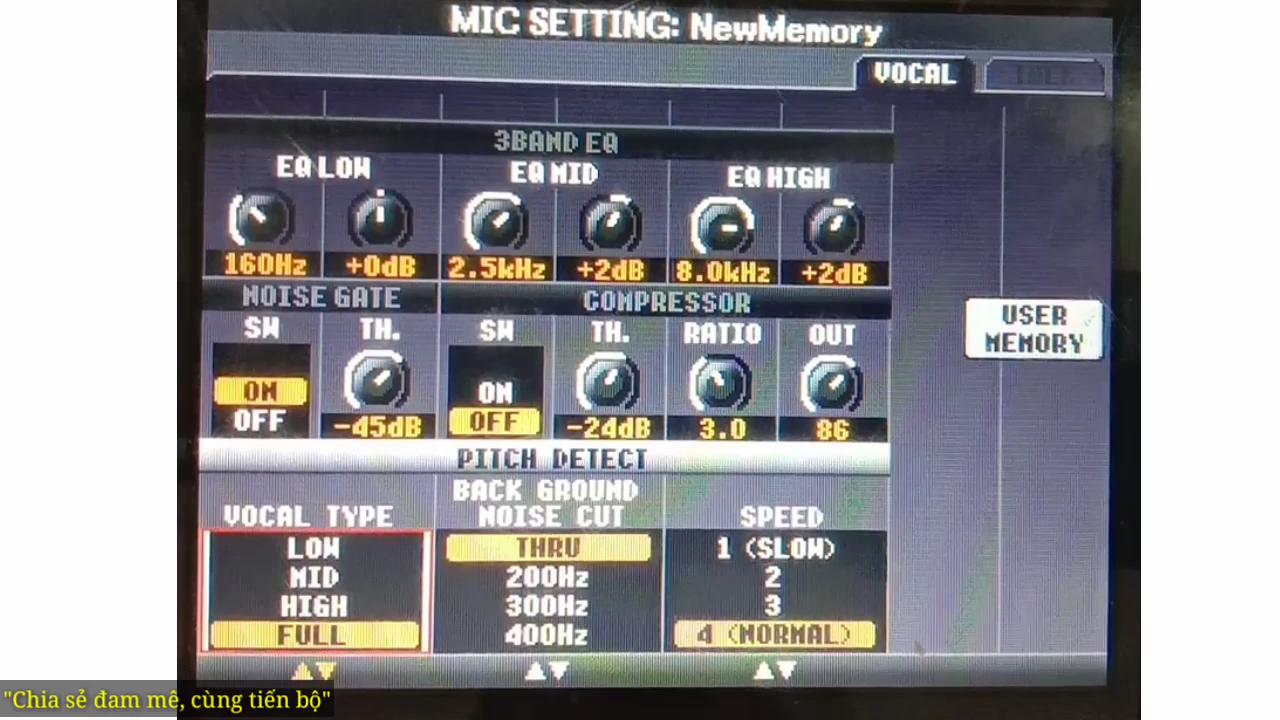 MIC SETTING: NewMemory
VOCAL
3BAND EQ
EQ LOW EQ MID EQ HIGH
160Hz +0dB 2.5kHz +2dB 8.0kHz +2dB
NOISE GATE COMPRESSOR
SW TH. SW TH. RATIO OUT
ON ON
OFF OFF
-45dB -24dB 3.0 86
USER
MEMORY
PITCH DETECT
VOCAL TYPE
LOW
MID
HIGH
FULL
BACK GROUND
NOISE CUT
THRU
200Hz
300Hz
400Hz
SPEED
1 (SLOW)
2
3
4 (NORMAL)
"Chia sẻ đam mê, cùng tiến bộ"